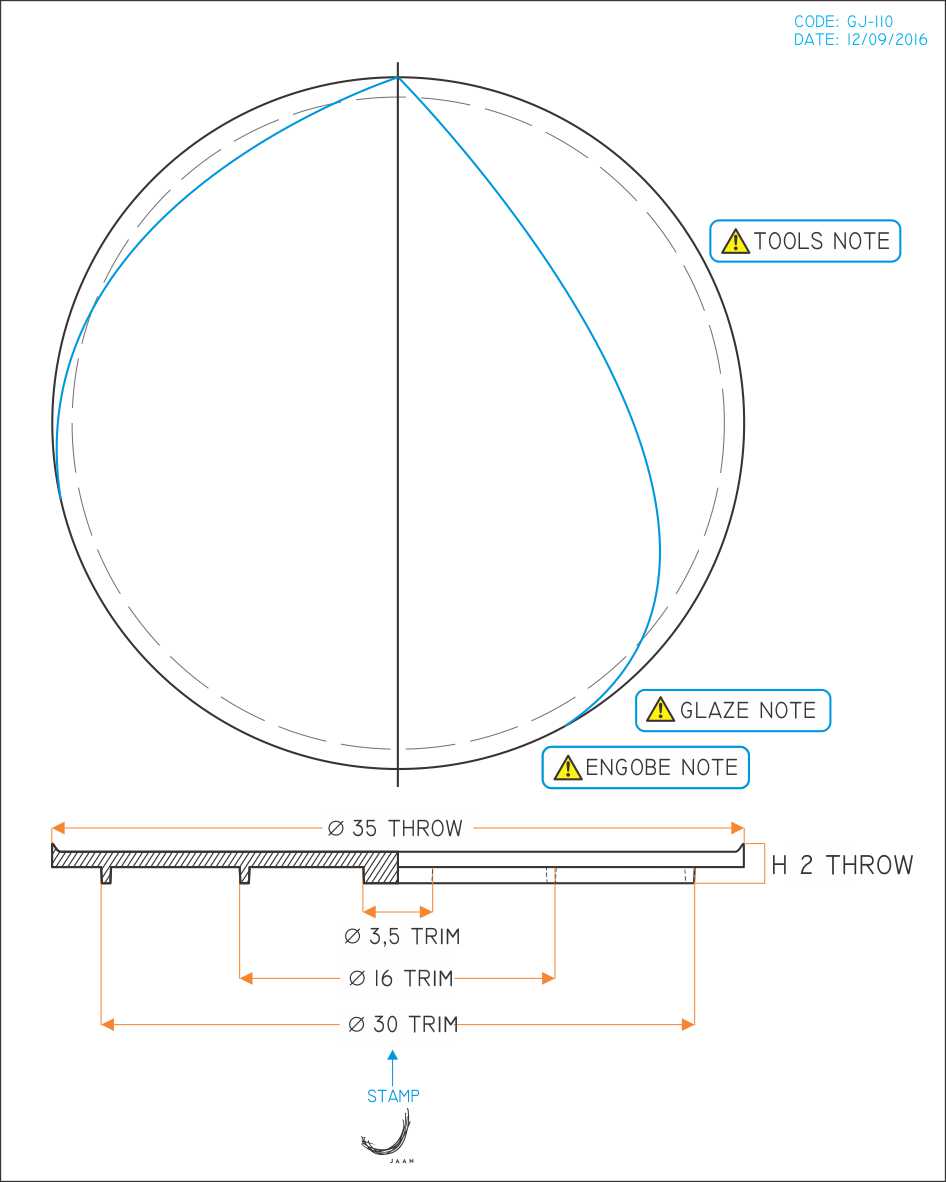 CODE: GJ-110
DATE: 12/09/2016
TOOLS NOTE
GLAZE NOTE
ENGOBE NOTE
Ø 35 THROW
H 2 THROW
Ø 3,5 TRIM
Ø 16 TRIM
Ø 30 TRIM
STAMP
JAAM